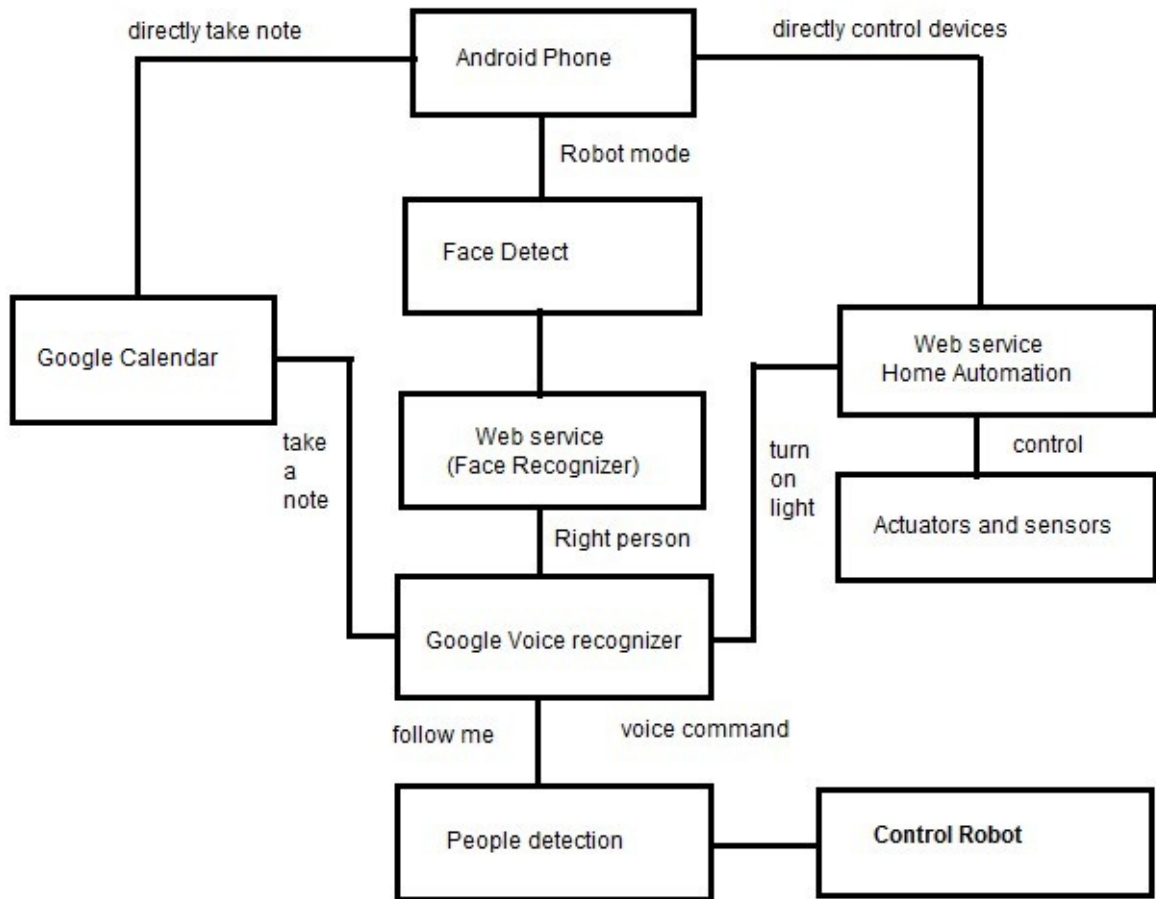 directly take note
Android Phone
directly control devices
Robot mode
Face Detect
Google Calendar
Web service
Home Automation
take
a
note
Web service
(Face Recognizer)
turn
on
light
control
Actuators and sensors
Right person
Google Voice recognizer
follow me
voice command
People detection
Control Robot